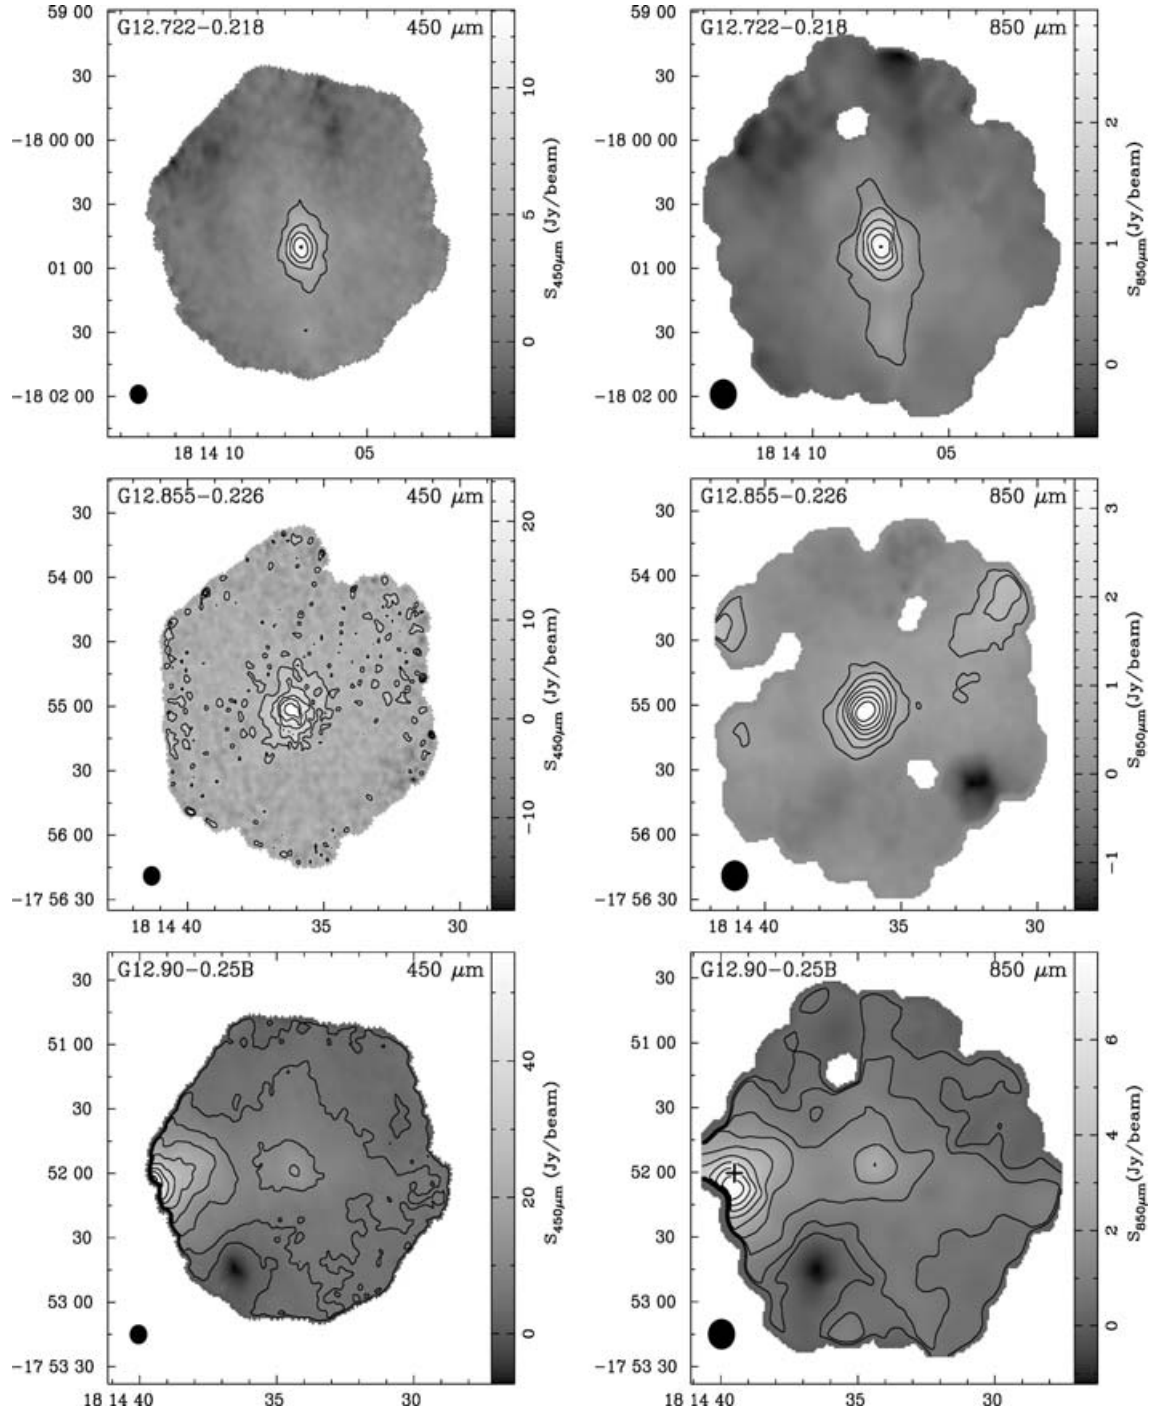 59 00
G12.722−0.218 450 μm
30
−18 00 00
30
01 00
30
−18 02 00
18 14 10 05
10
5
0
S450μm (Jy/beam)
59 00
G12.722−0.218 850 μm
30
−18 00 00
30
01 00
30
−18 02 00
18 14 10 05
2
1
0
S850μm(Jy/beam)
G12.855−0.226 450 μm
30
54 00
30
55 00
30
56 00
−17 56 30
18 14 40 35 30
20
10
0
−10
S450μm (Jy/beam)
G12.855−0.226 850 μm
30
54 00
30
55 00
30
56 00
−17 56 30
18 14 40 35 30
3
2
1
0
−1
S850μm(Jy/beam)
G12.90−0.25B 450 μm
30
51 00
30
52 00
30
53 00
−17 53 30
18 14 40 35 30
40
20
0
S450μm (Jy/beam)
G12.90−0.25B 850 μm
30
51 00
30
52 00
30
53 00
−17 53 30
18 14 40 35 30
6
4
2
0
S850μm(Jy/beam)